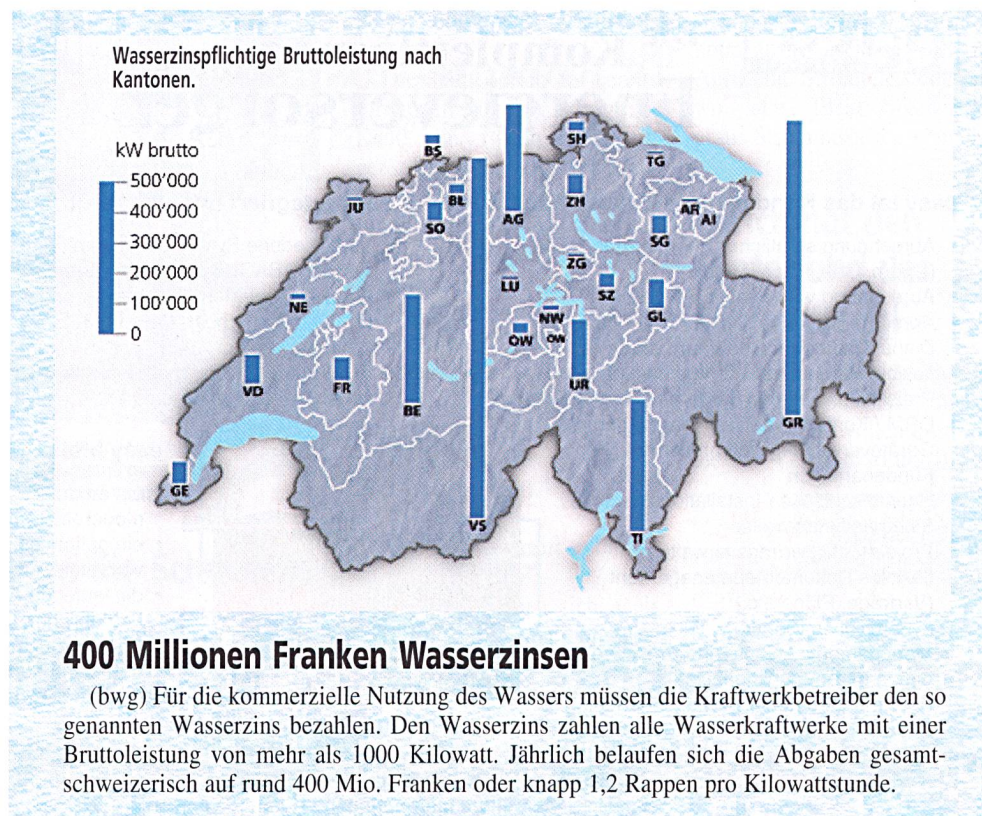 Wasserzinspflichtige Bruttoleistung nach
Kantonen.
kW brutto
500’000
400’000
300’000
200’000
100’000
0
BS
SH
TG
JU
BL
SO
AG
ZH
AR
AI
SG
NE
LU
ZG
SZ
GL
NW
OW
OW
VD
FR
BE
UR
GR
GE
VS
TI
400 Millionen Franken Wasserzinsen
(bwg) Für die kommerzielle Nutzung des Wassers müssen die Kraftwerkbetreiber den so
genannten Wasserzins bezahlen. Den Wasserzins zahlen alle Wasserkraftwerke mit einer
Bruttoleistung von mehr als 1000 Kilowatt. Jährlich belaufen sich die Abgaben gesamt-
schweizerisch auf rund 400 Mio. Franken oder knapp 1,2 Rappen pro Kilowattstunde.